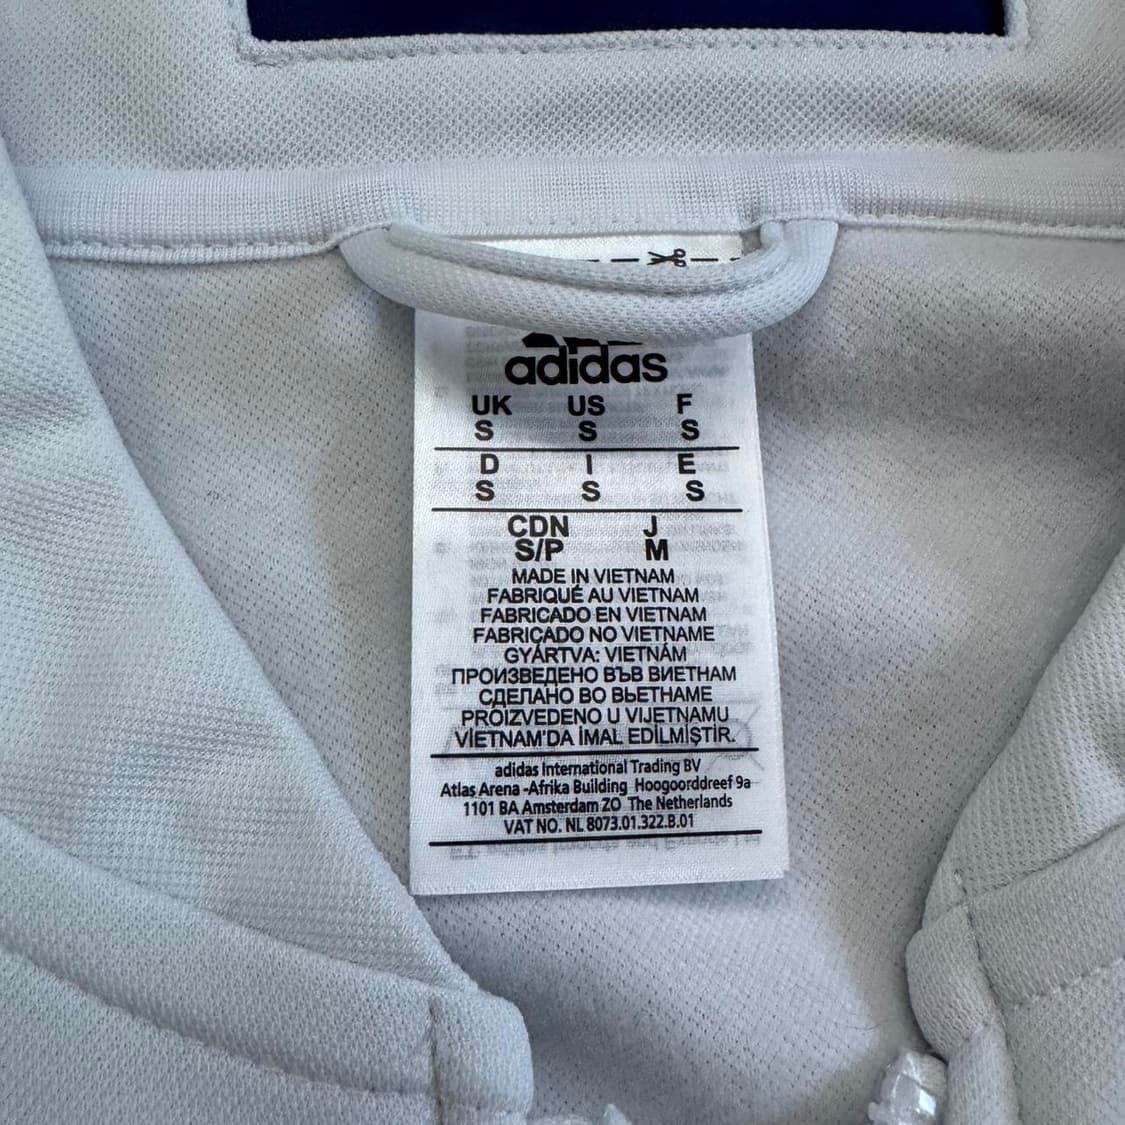 adidas
UK US F
S S S
D I E
S S S
CDN J
S/P M
MADE IN VIETNAM
FABRIQUÉ AU VIETNAM
FABRICADO EN VIETNAM
FABRICADO NO VIETNAME
GYÁRTVA: VIETNÁM
ПРОИЗВЕДЕНО ВЪВ ВИЕТНАМ
СДЕЛАНО ВО ВЬЕТНАМЕ
PROIZVEDENO U VIJETNAMU
VİETNAM'DA İMAL EDİLMİŞTİR.
adidas International Trading BV
Atlas Arena -Afrika Building Hoogoorddreef 9a
1101 BA Amsterdam ZO The Netherlands
VAT NO. NL 8073.01.322.B.01